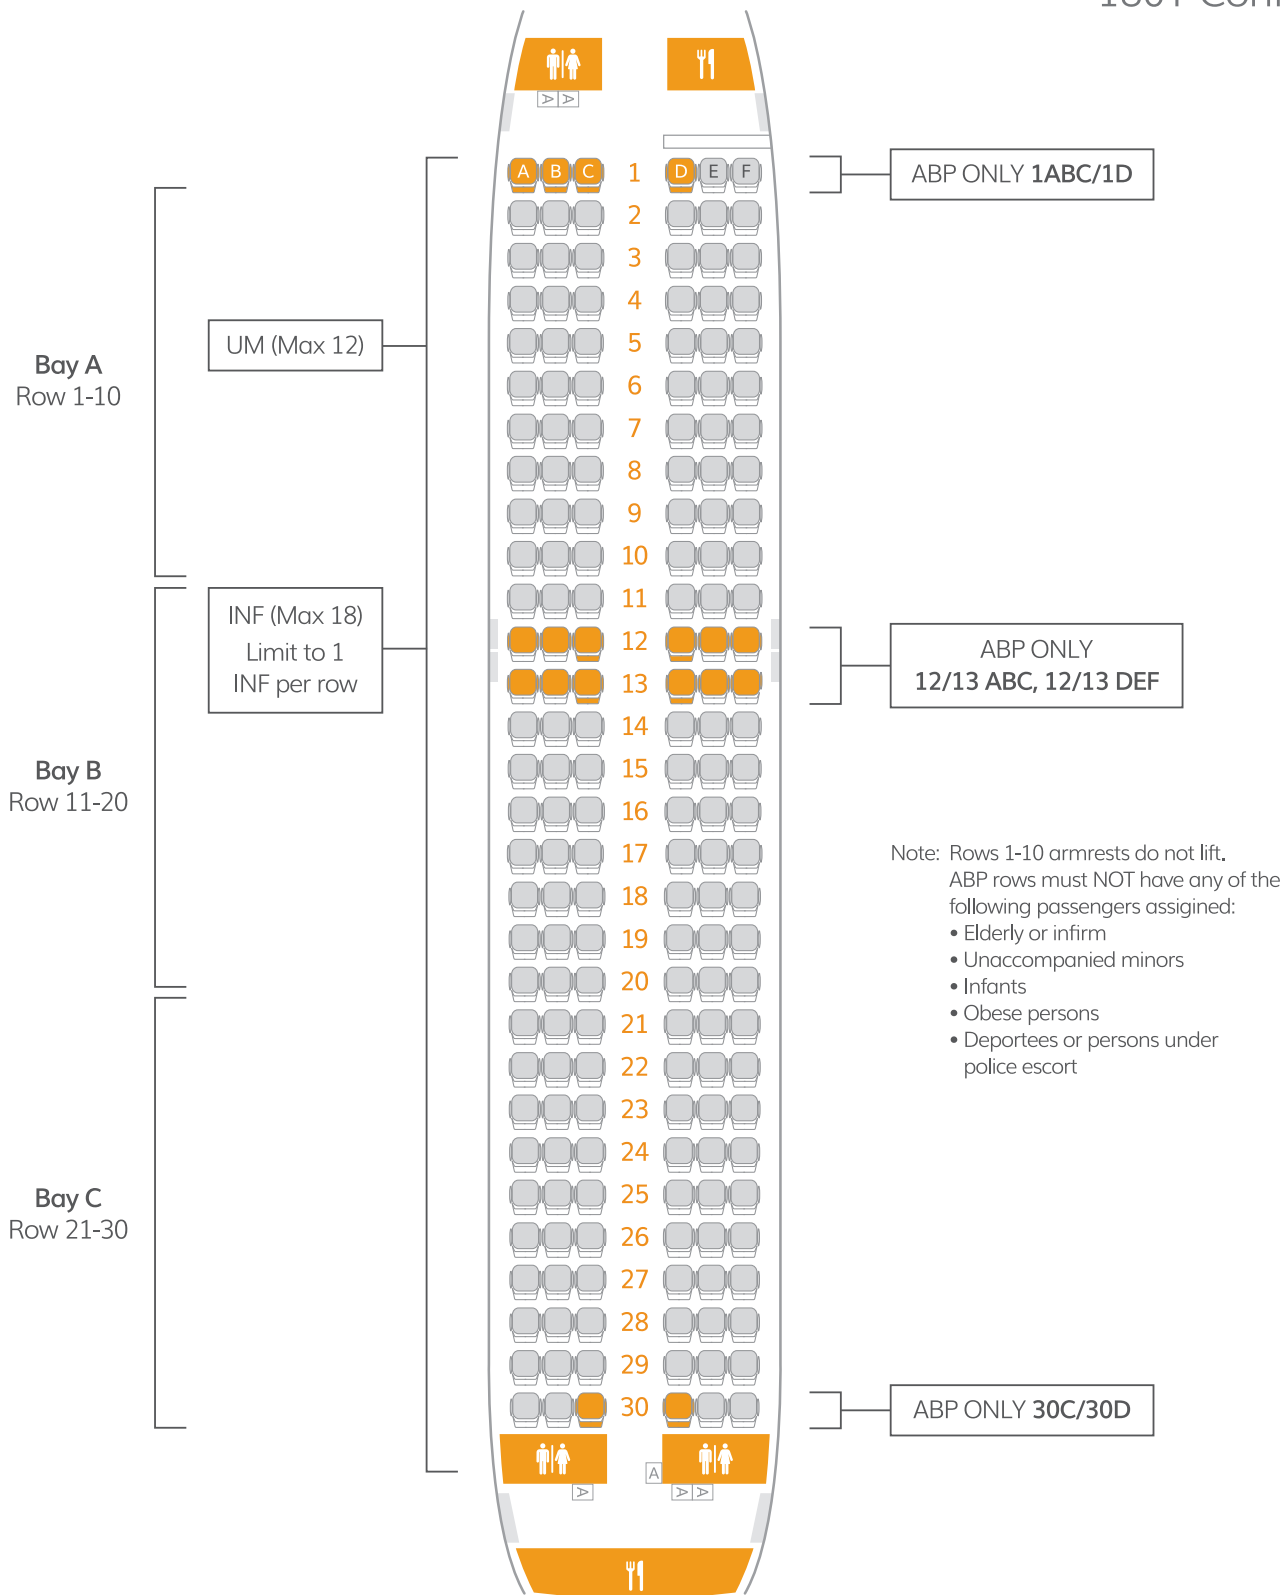 A A
A B C 1 D E F
ABP ONLY 1ABC/1D
2
3
4
UM (Max 12)
5
Bay A
Row 1-10
6
7
8
9
10
11
INF (Max 18)
Limit to 1
INF per row
12
13
ABP ONLY
12/13 ABC, 12/13 DEF
14
15
Bay B
Row 11-20
16
17
18
19
20
Note: Rows 1-10 armrests do not lift.
ABP rows must NOT have any of the
following passengers assigined:
• Elderly or infirm
• Unaccompanied minors
• Infants
• Obese persons
• Deportees or persons under
police escort
21
22
23
24
25
Bay C
Row 21-30
26
27
28
29
30
ABP ONLY 30C/30D
A
A A A